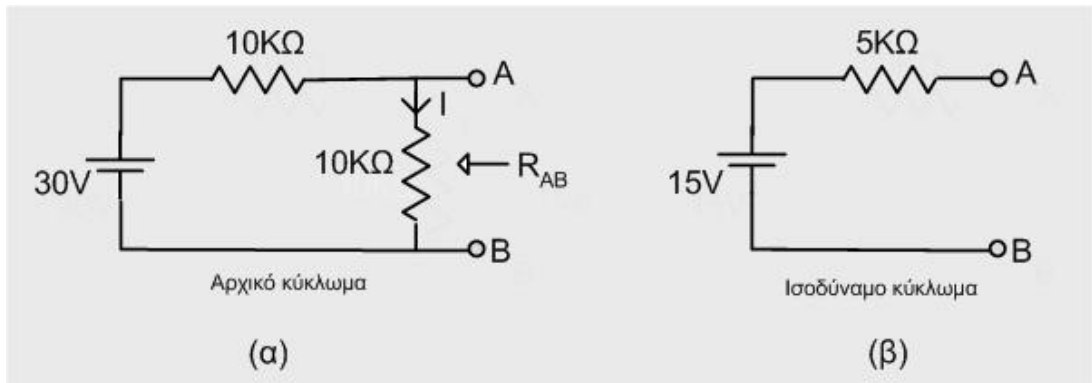 10KΩ
A
I
10KΩ
R_AB
30V
B
Αρχικό κύκλωμα
(α)
5KΩ
A
15V
B
Ισοδύναμο κύκλωμα
(β)